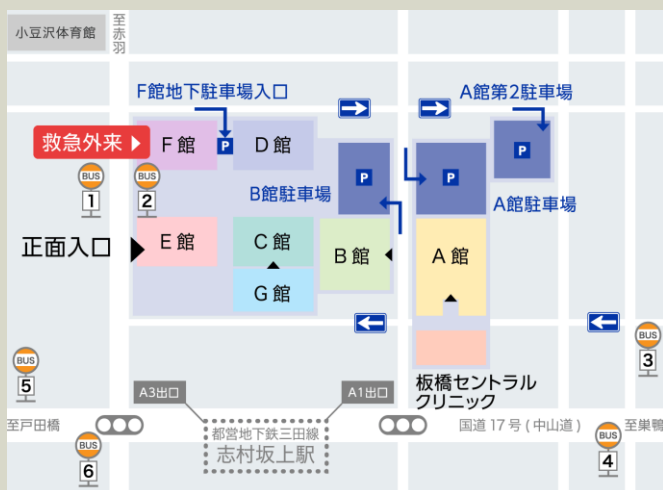 小豆沢体育館
至赤羽
F館地下駐車場入口
A館第2駐車場
救急外来
F館
P
D館
P
P
P
BUS
1
BUS
2
B館駐車場
A館駐車場
正面入口
E館
C館
B館
A館
G館
BUS
3
BUS
5
A3出口
A1出口
板橋セントラル
クリニック
至戸田橋
都営地下鉄三田線
志村坂上駅
国道17号(中山道)
至巣鴨
BUS
6
BUS
4